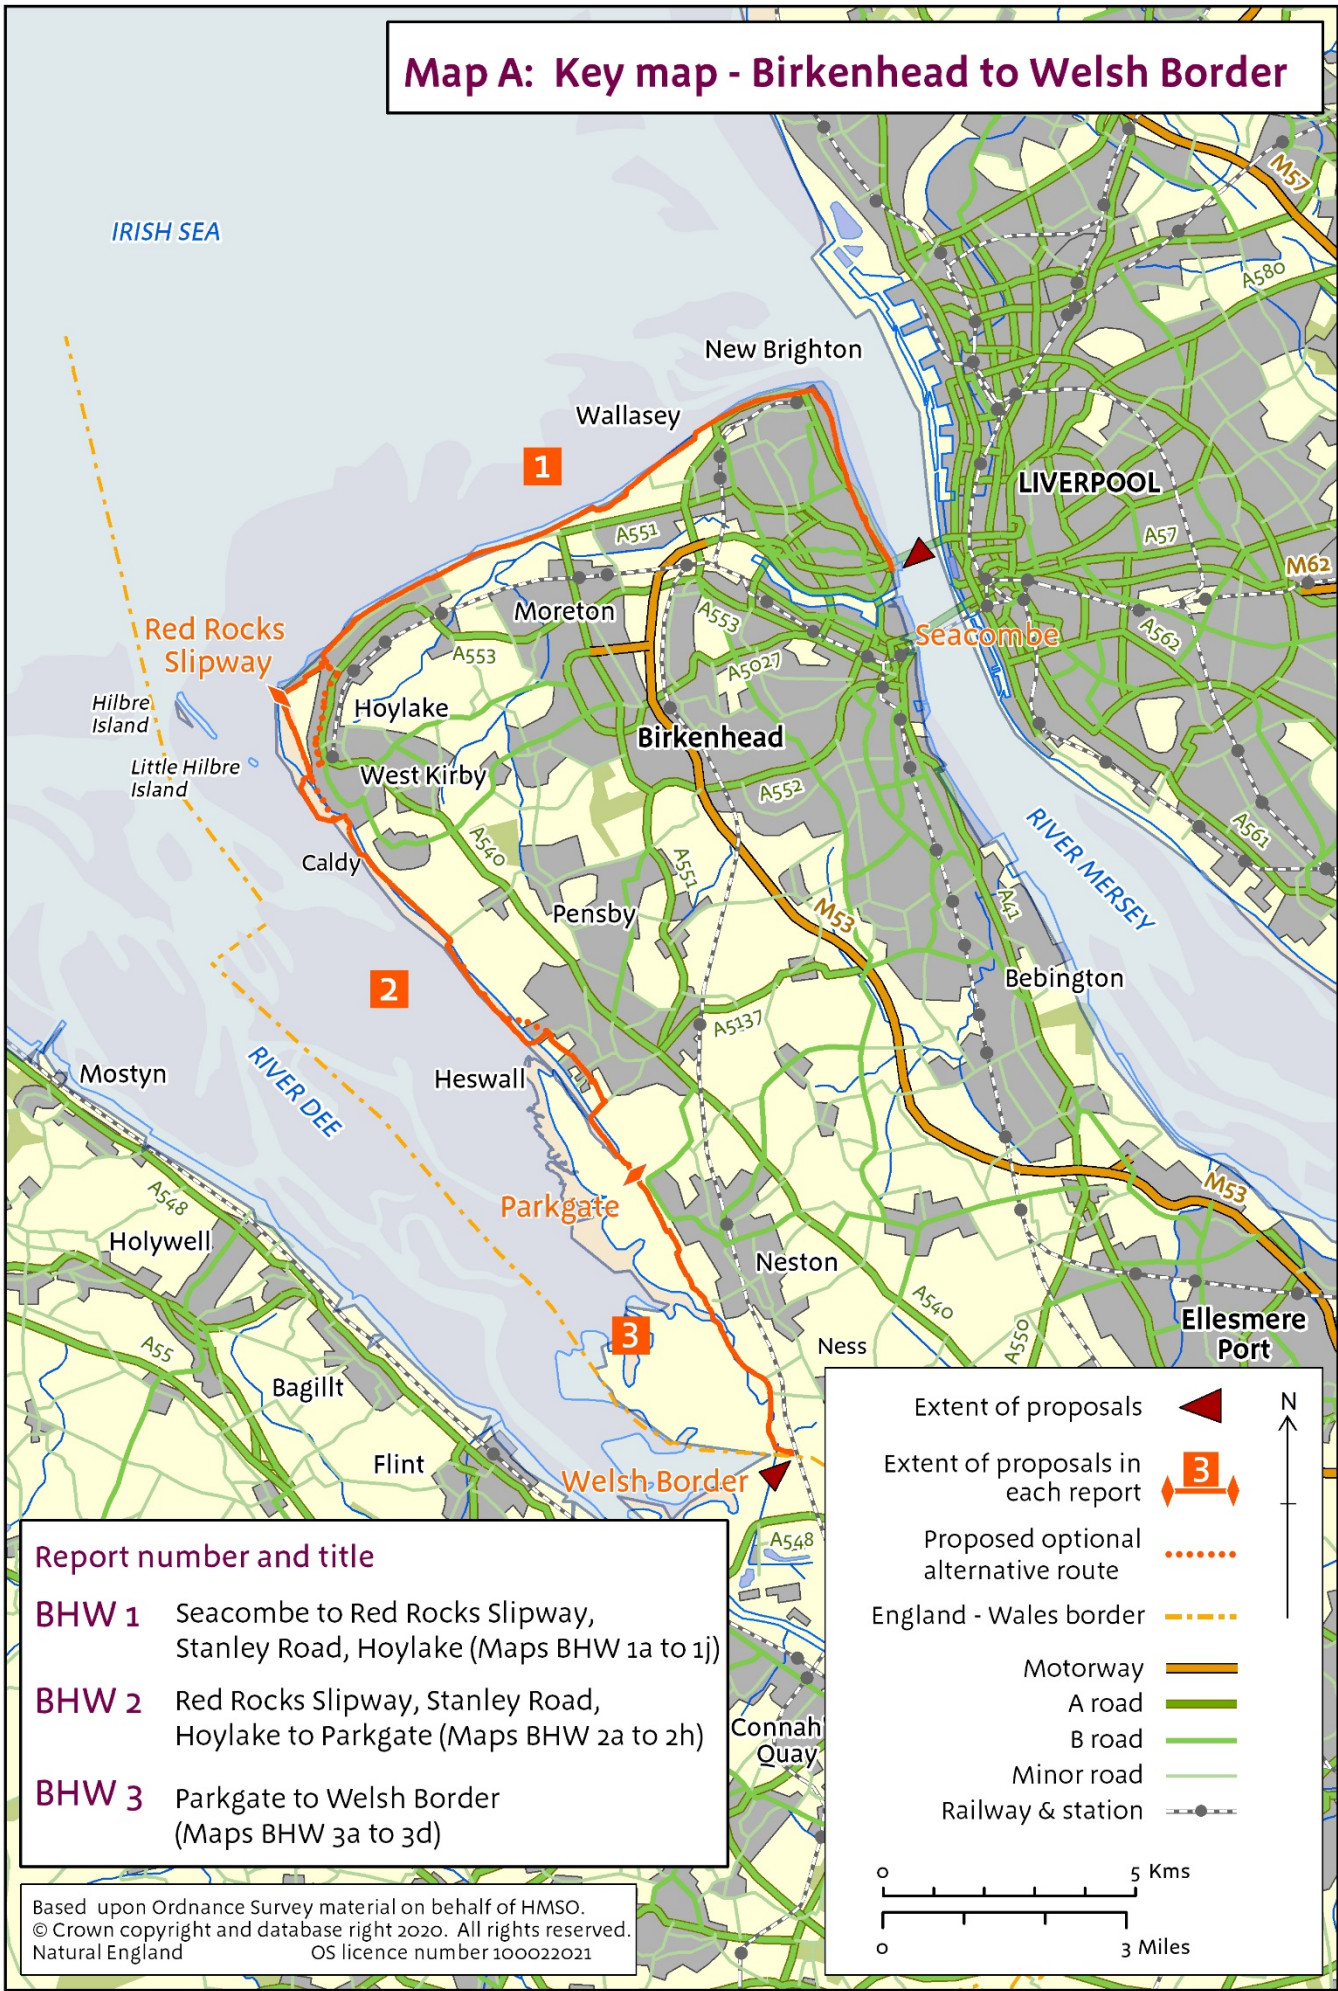 Map A: Key map - Birkenhead to Welsh Border
M57
IRISH SEA
A580
New Brighton
Wallasey
1
LIVERPOOL
A551
A57
M62
Moreton
A553
A562
Red Rocks
Slipway
Seacombe
A553
A5027
Hilbre
Island
Hoylake
Birkenhead
Little Hilbre
Island
West Kirby
A552
A540
RIVER MERSEY
A561
Caldy
A551
A41
Pensby
M53
2
Bebington
A5137
Mostyn
RIVER DEE
Heswall
A548
Parkgate
M53
Holywell
Neston
A540
A550
3
Ellesmere
Port
A55
Ness
Bagillt
Flint
Welsh Border
A548
Connah
Quay
Extent of proposals
N
Extent of proposals in
each report
3
Proposed optional
alternative route
England - Wales border
Motorway
A road
B road
Minor road
Railway & station
0 5 Kms
0 3 Miles
Report number and title
BHW 1 Seacombe to Red Rocks Slipway,
Stanley Road, Hoylake (Maps BHW 1a to 1j)
BHW 2 Red Rocks Slipway, Stanley Road,
Hoylake to Parkgate (Maps BHW 2a to 2h)
BHW 3 Parkgate to Welsh Border
(Maps BHW 3a to 3d)
Based upon Ordnance Survey material on behalf of HMSO.
© Crown copyright and database right 2020. All rights reserved.
Natural England OS licence number 100022021